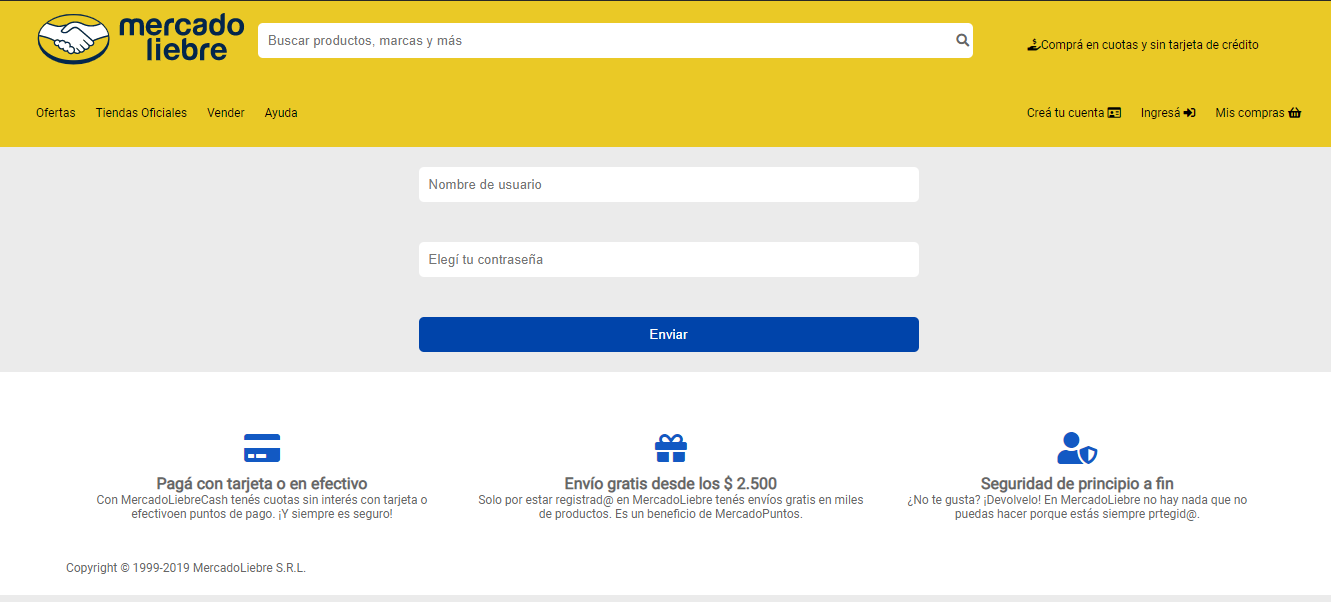 mercado
liebre
Buscar productos, marcas y más
Comprá en cuotas y sin tarjeta de crédito
Ofertas Tiendas Oficiales Vender Ayuda Creá tu cuenta Ingresá Mis compras
Nombre de usuario
Elegí tu contraseña
Enviar
Pagá con tarjeta o en efectivo
Con MercadoLiebreCash tenés cuotas sin interés con tarjeta o
efectivoen puntos de pago. ¡Y siempre es seguro!
Envío gratis desde los $ 2.500
Solo por estar registrad@ en MercadoLiebre tenés envíos gratis en miles
de productos. Es un beneficio de MercadoPuntos.
Seguridad de principio a fin
¿No te gusta? ¡Devolvelo! En MercadoLiebre no hay nada que no
puedas hacer porque estás siempre prtegid@.
Copyright © 1999-2019 MercadoLiebre S.R.L.